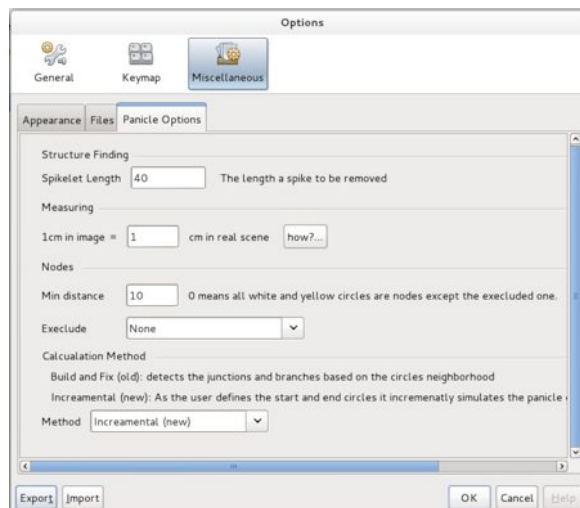 Options
General Keymap Miscellaneous
Appearance Files Panicle Options
Structure Finding
Spikelet Length 40 The length a spike to be removed
Measuring
1cm in image = 1 cm in real scene how?...
Nodes
Min distance 10 0 means all white and yellow circles are nodes except the execluded one.
Execlude None
Calcualation Method
Build and Fix (old): detects the junctions and branches based on the circles neighborhood
Increamental (new): As the user defines the start and end circles it incremenatly simulates the panicle
Method Increamental (new)
Export Import OK Cancel Help